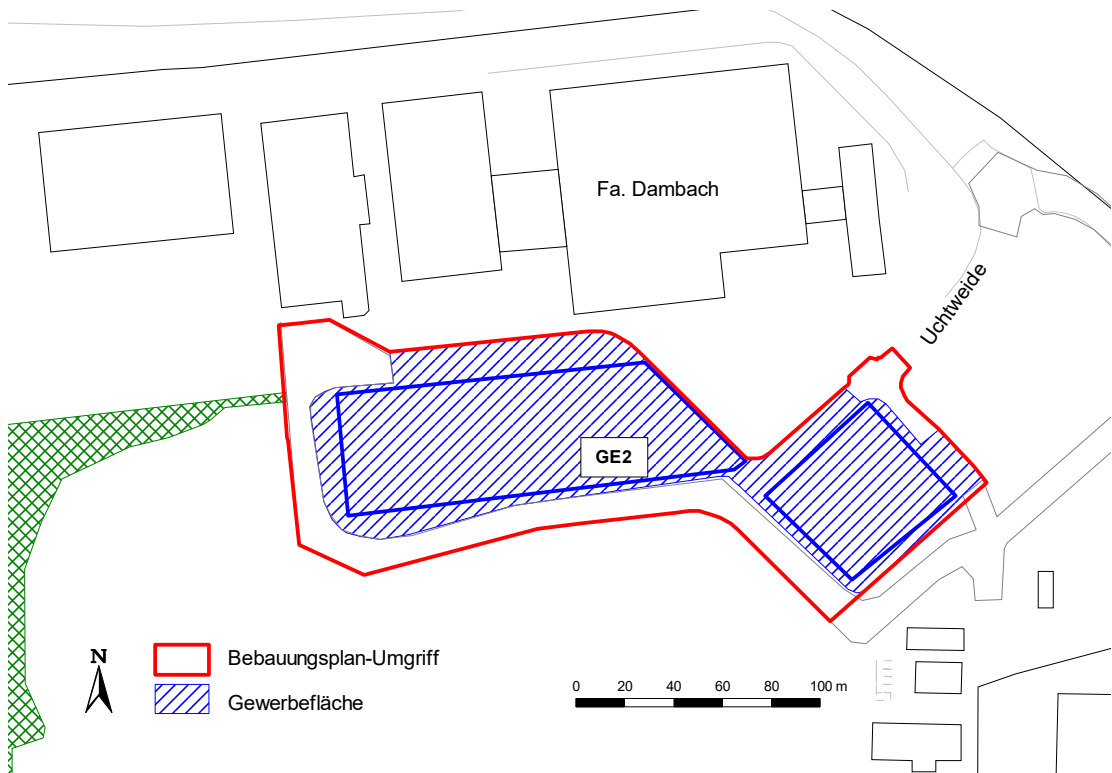 Fa. Dambach
Uchtweide
GE2
N
Bebauungsplan-Umgriff
Gewerbefläche
0 20 40 60 80 100 m